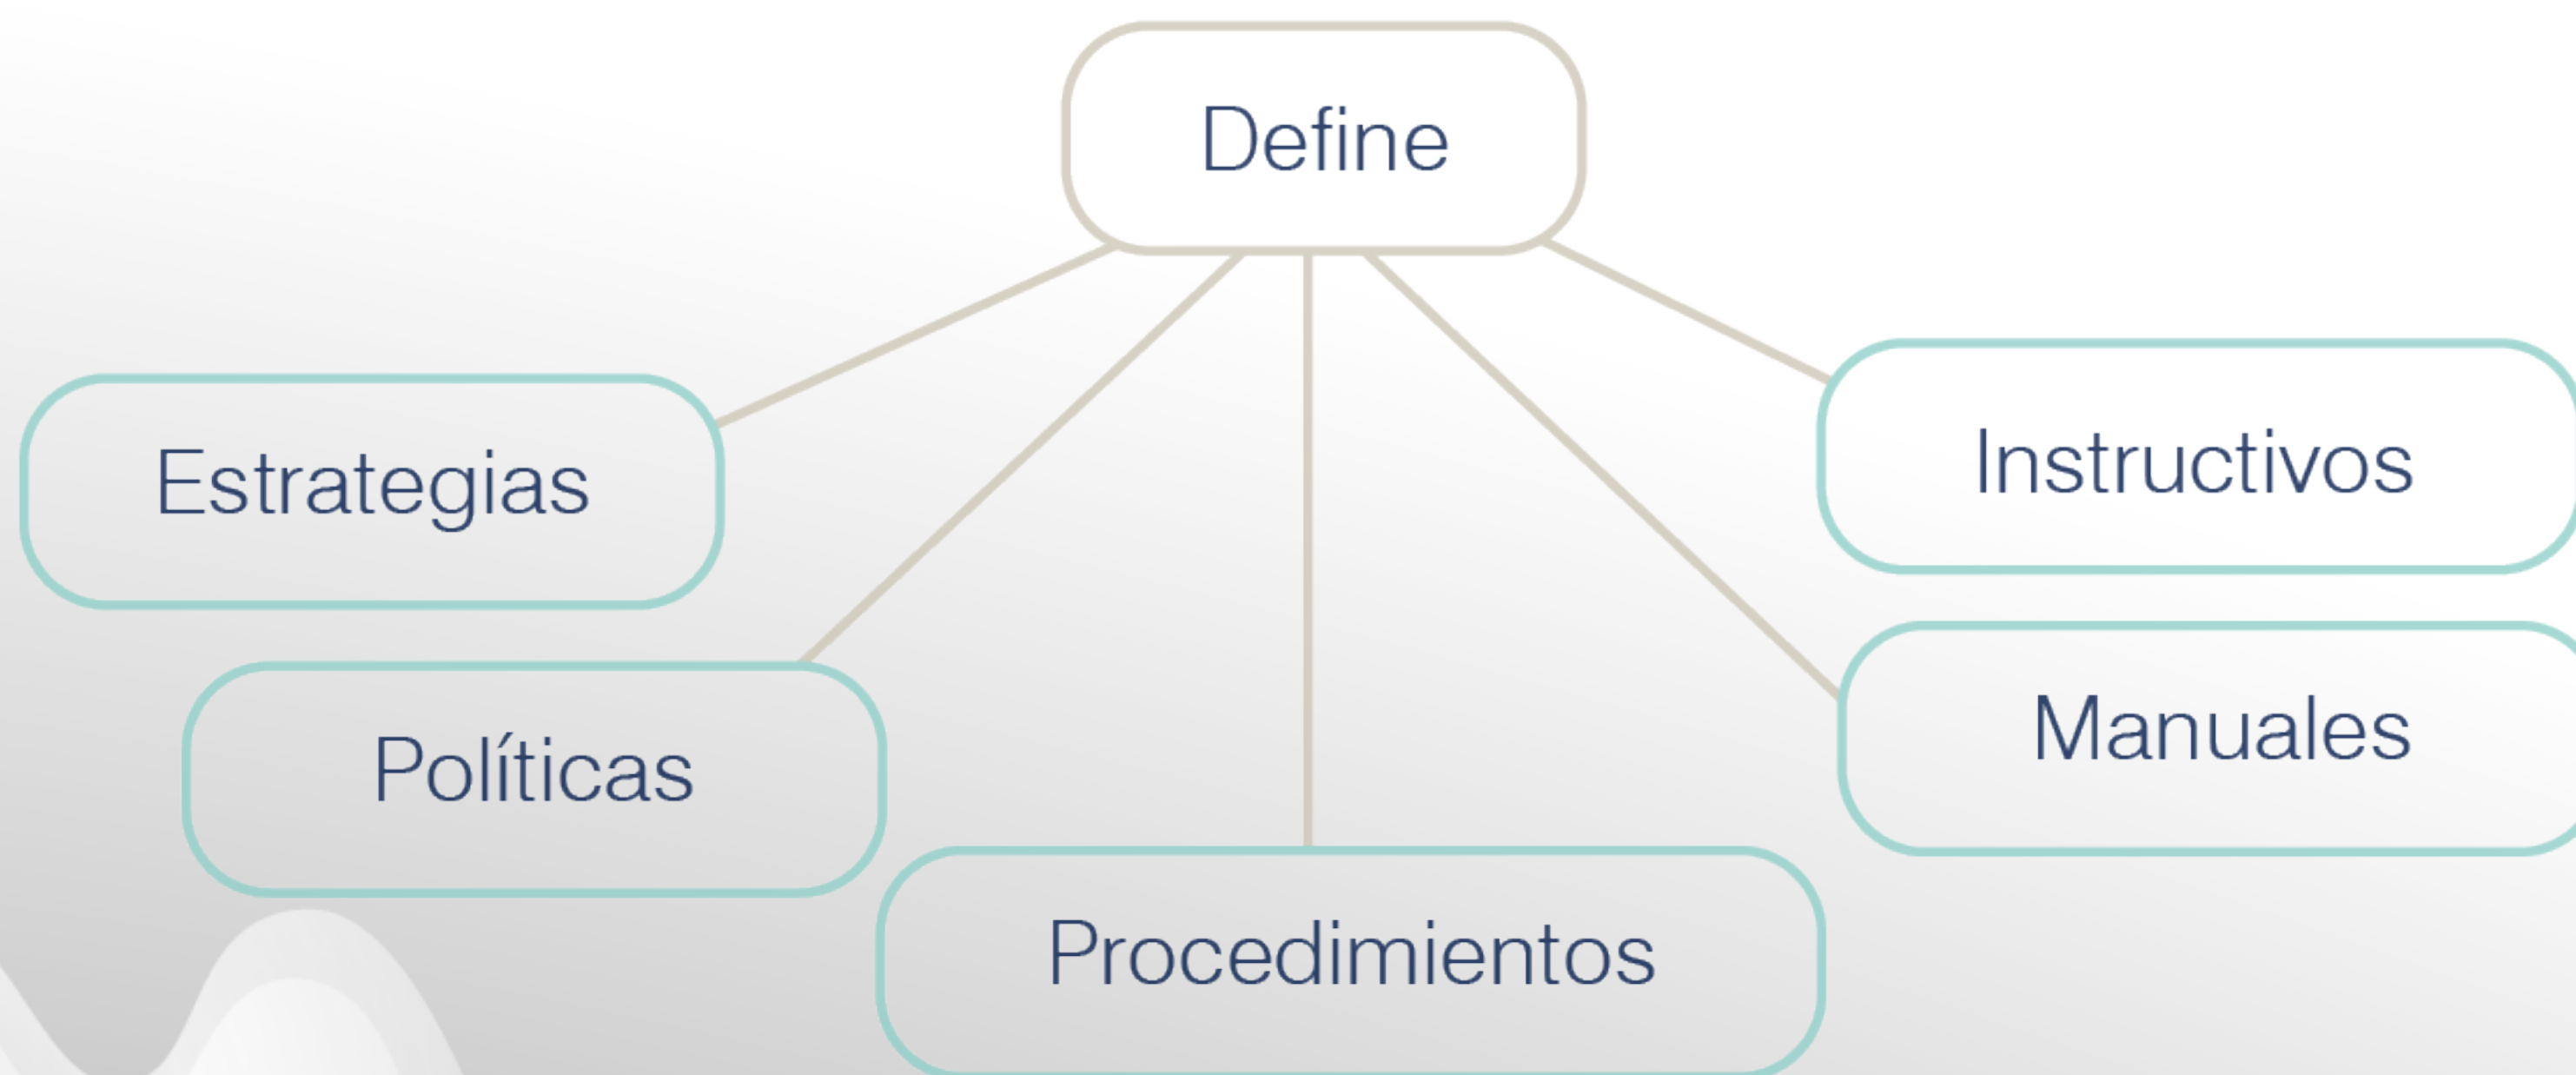 Define
Estrategias
Políticas
Procedimientos
Manuales
Instructivos